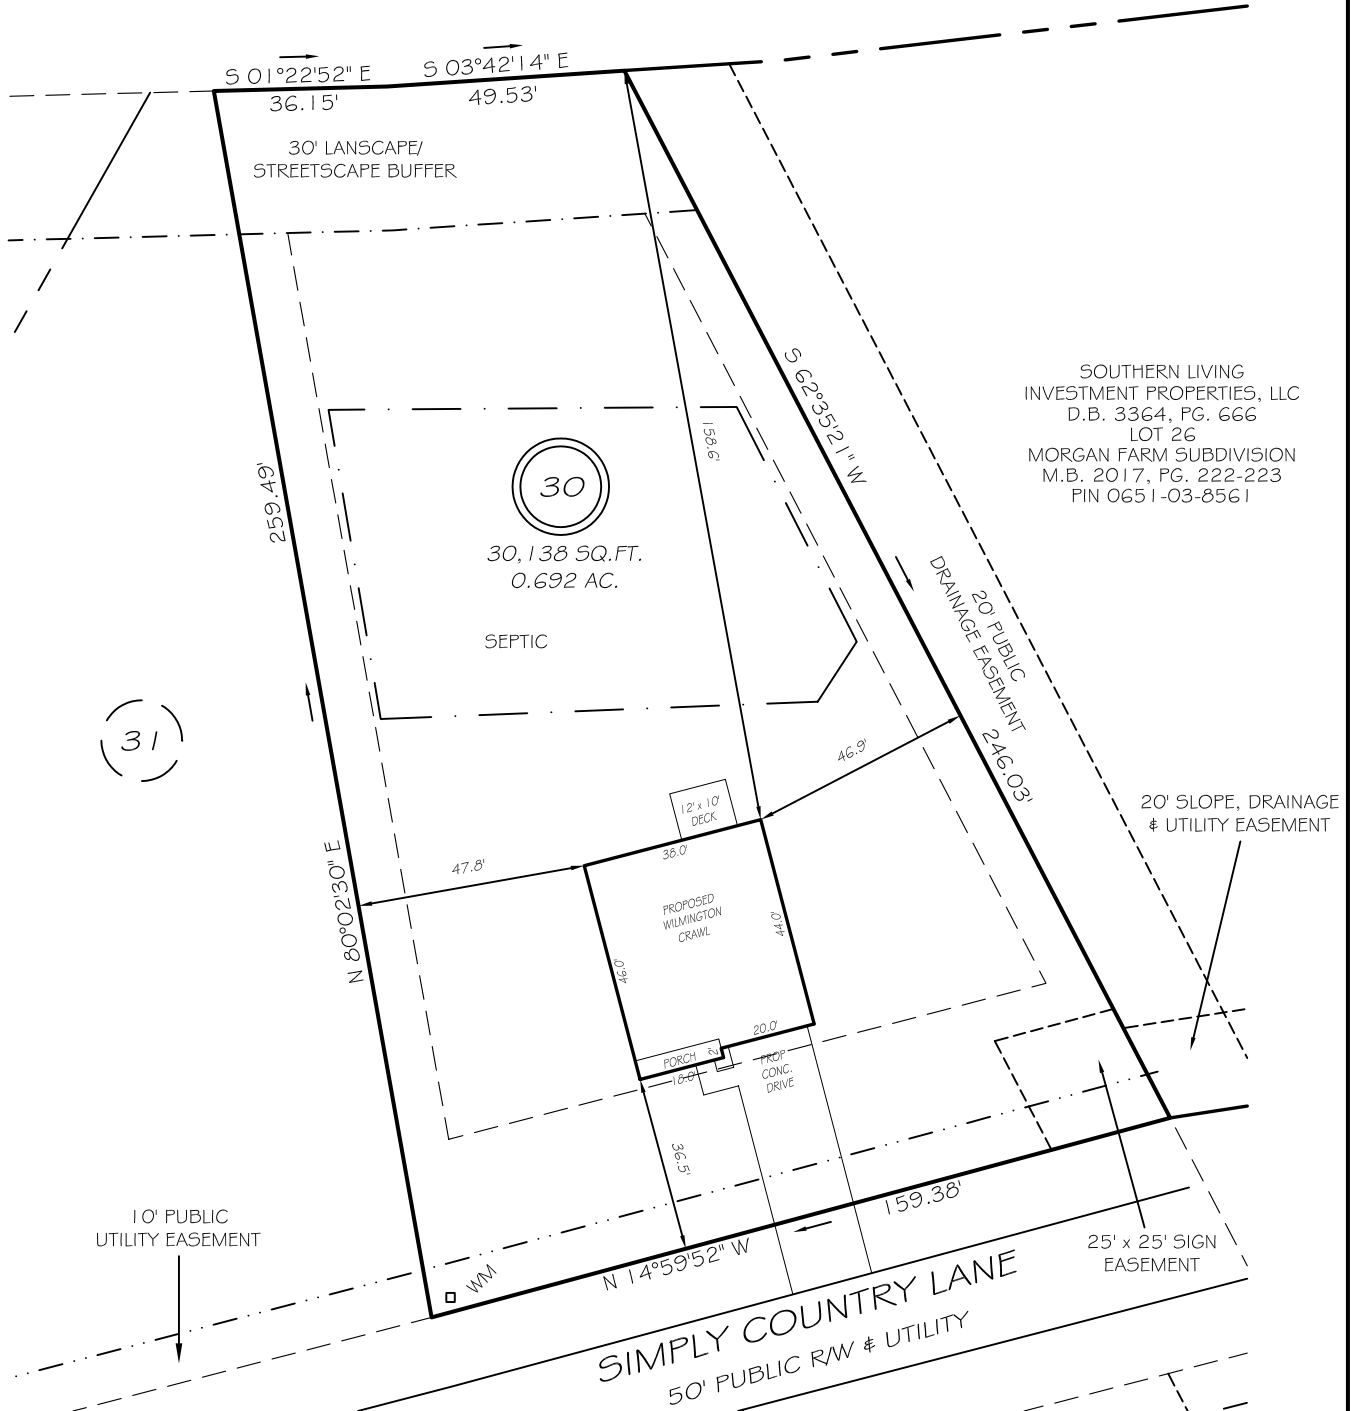 S 01°22'52" E
36.15'
S 03°42'14" E
49.53'
30' LANSCAPE/
STREETSCAPE BUFFER
S 62°35'21" W
246.03'
158.6'
SOUTHERN LIVING
INVESTMENT PROPERTIES, LLC
D.B. 3364, PG. 666
LOT 26
MORGAN FARM SUBDIVISION
M.B. 2017, PG. 222-223
PIN 0651-03-8561
259.49'
N 80°02'30" E
30
30,138 SQ.FT.
0.692 AC.
SEPTIC
20' PUBLIC
DRAINAGE EASEMENT
31
46.9'
12' x 10'
DECK
20' SLOPE, DRAINAGE
& UTILITY EASEMENT
47.8'
38.0'
PROPOSED
WILMINGTON
CRAWL
44.0'
46.0'
20.0'
PORCH
2'
18.0'
PROP
CONC.
DRIVE
36.5'
10' PUBLIC
UTILITY EASEMENT
WM
N 14°59'52" W
159.38'
25' x 25' SIGN
EASEMENT
SIMPLY COUNTRY LANE
50' PUBLIC R/W & UTILITY